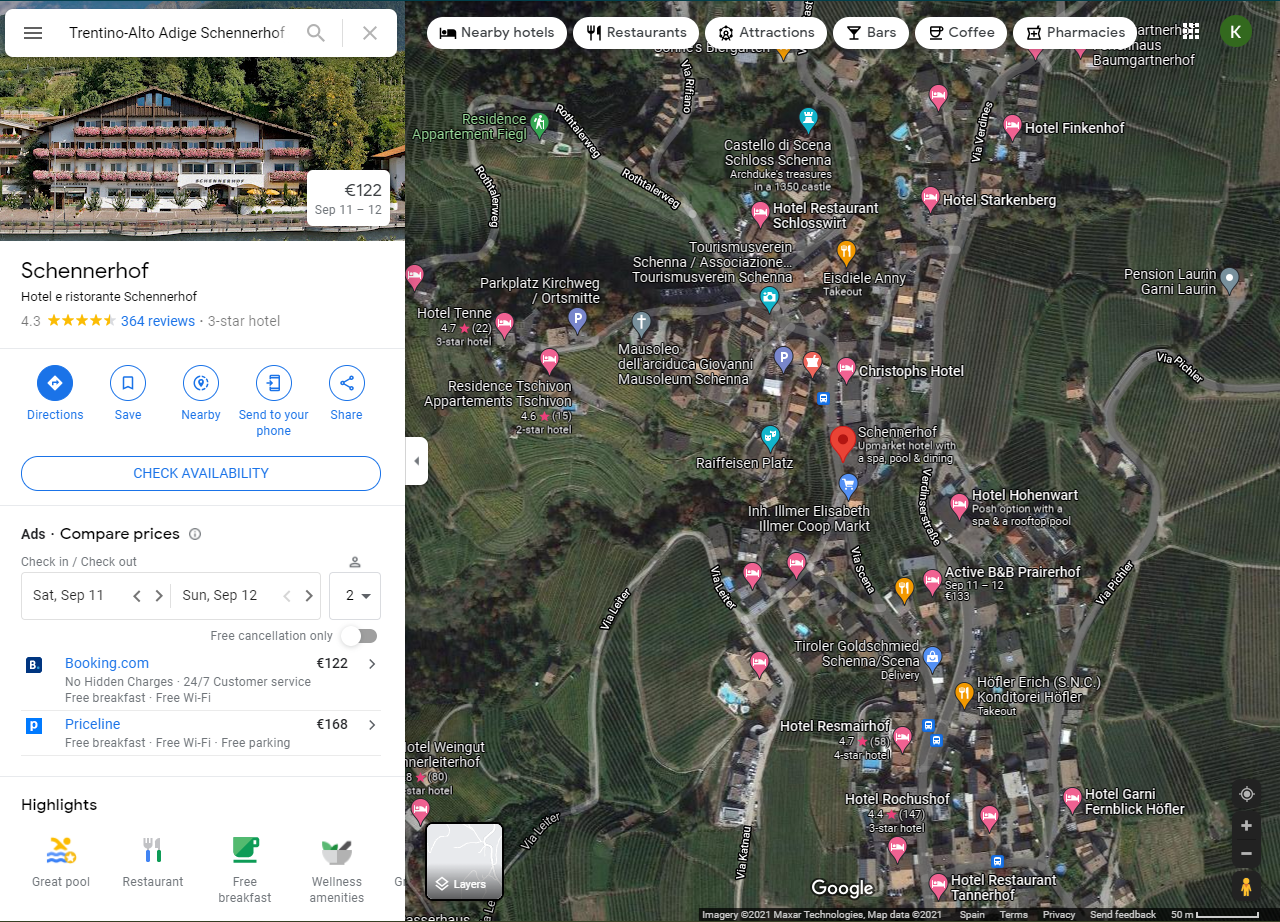 Trentino-Alto Adige Schennerhof
Nearby hotels
Restaurants
Attractions
Bars
Coffee
Pharmacies
K
SCHENNERHOF
€122
Sep 11 – 12
Schennerhof
Hotel e ristorante Schennerhof
4.3
364 reviews · 3-star hotel
Directions
Save
Nearby
Send to your
phone
Share
CHECK AVAILABILITY
Ads · Compare prices
Check in / Check out
Sat, Sep 11
Sun, Sep 12
2
Free cancellation only
B.
Booking.com
€122
No Hidden Charges · 24/7 Customer service
Free breakfast · Free Wi-Fi
p
Priceline
€168
Free breakfast · Free Wi-Fi · Free parking
Highlights
Great pool
Restaurant
Free
breakfast
Wellness
amenities
Baumgartnerhof
Via Rifiano
Residence
Appartement Fiegl
Rothtalerweg
Rothtalerweg
Rothtalerweg
Castello di Scena
Schloss Schenna
Archduke's treasures
in a 1350 castle
Via Verdines
Hotel Finkenhof
Hotel Starkenberg
Hotel Restaurant
Schlosswirt
Tourismusverein
Schenna / Associazione...
Tourismusverein Schenna
Eisdiele Anny
Takeout
Pension Laurin
Garni Laurin
Parkplatz Kirchweg
/ Ortsmitte
P
Hotel Tenne
4.7 ★ (22)
3-star hotel
Mausoleo
dell'arciduca Giovanni
Mausoleum Schenna
P
Christophs Hotel
Via Pichler
Residence Tschivon
Appartements Tschivon
4.6 ★ (15)
2-star hotel
Schennerhof
Upmarket hotel with
a spa, pool & dining
Raiffeisen Platz
Verdinserstraße
Inh. Illmer Elisabeth
Illmer Coop Markt
Hotel Hohenwart
Posh option with a
spa & a rooftop pool
Via Scena
Active B&B Prairerhof
Sep 11 – 12
€133
Via Leiter
Via Leiter
Via Pichler
Tiroler Goldschmied
Schenna/Scena
Delivery
Höfler Erich (S.N.C.)
Konditorei Höfler
Takeout
Hotel Resmairhof
4.7 ★ (58)
4-star hotel
otel Weingut
nnerleiterhof
8 ★ (80)
star hotel
Hotel Rochushof
4.4 ★ (147)
3-star hotel
Hotel Garni
Fernblick Höfler
Via Leiter
Via Katnau
Layers
Google
Hotel Restaurant
Tannerhof
Imagery ©2021 Maxar Technologies, Map data ©2021
Spain
Terms
Privacy
Send feedback
50 m